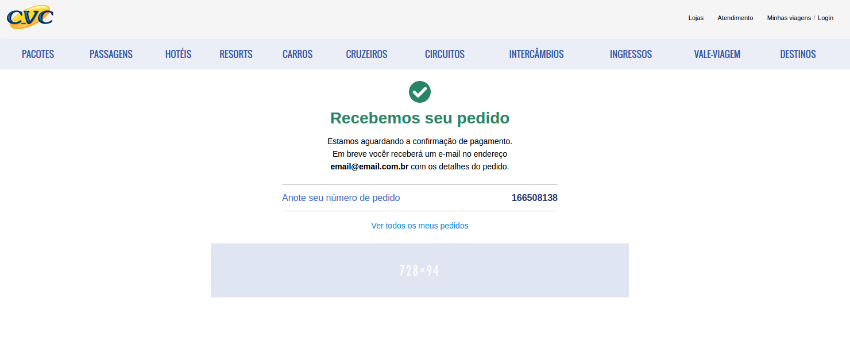 CVC
Lojas Atendimento Minhas viagens / Login
PACOTES PASSAGENS HOTÉIS RESORTS CARROS CRUZEIROS CIRCUITOS INTERCÂMBIOS INGRESSOS VALE-VIAGEM DESTINOS
Recebemos seu pedido
Estamos aguardando a confirmação de pagamento.
Em breve vocêr receberá um e-mail no endereço
email@email.com.br com os detalhes do pedido.
Anote seu número de pedido 166508138
Ver todos os meus pedidos
728×94